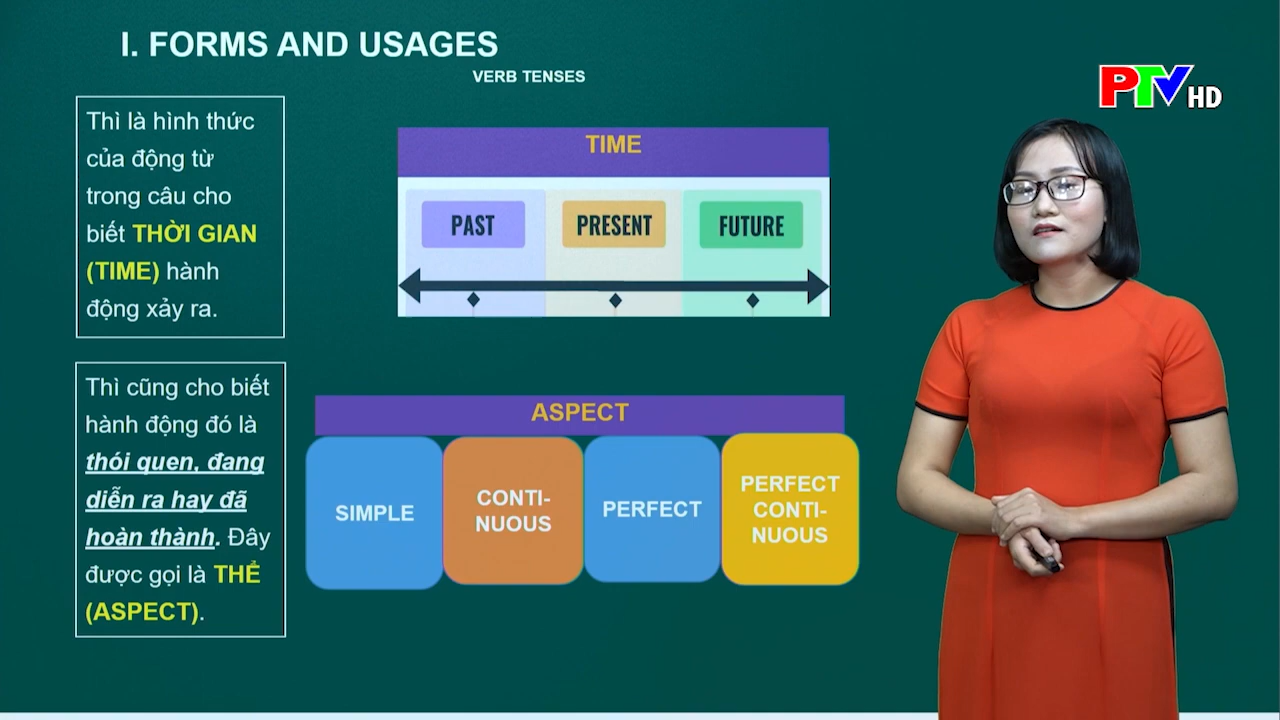 I. FORMS AND USAGES
VERB TENSES
PTV HD
Thì là hình thức
của động từ
trong câu cho
biết THỜI GIAN
(TIME) hành
động xảy ra.
TIME
PAST
PRESENT
FUTURE
Thì cũng cho biết
hành động đó là
thói quen, đang
diễn ra hay đã
hoàn thành. Đây
được gọi là THẺ
(ASPECT).
ASPECT
SIMPLE
CONTI-
NUOUS
PERFECT
PERFECT
CONTI-
NUOUS